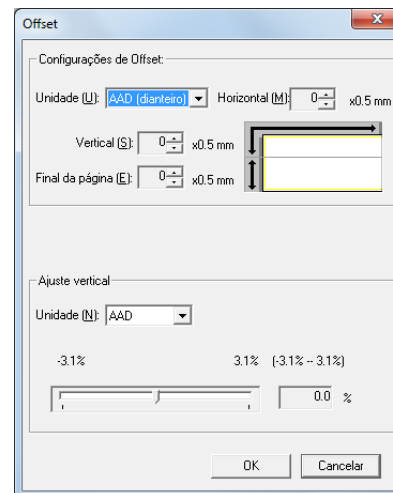 Offset
Configurações de Offset:
Unidade (U): AAD (dianteiro) Horizontal (M): 0 x0.5 mm
Vertical (S): 0 x0.5 mm
Final da página (E): 0 x0.5 mm
Ajuste vertical
Unidade (N): AAD
-3.1% 3.1% (-3.1% -- 3.1%)
0.0 %
OK Cancelar